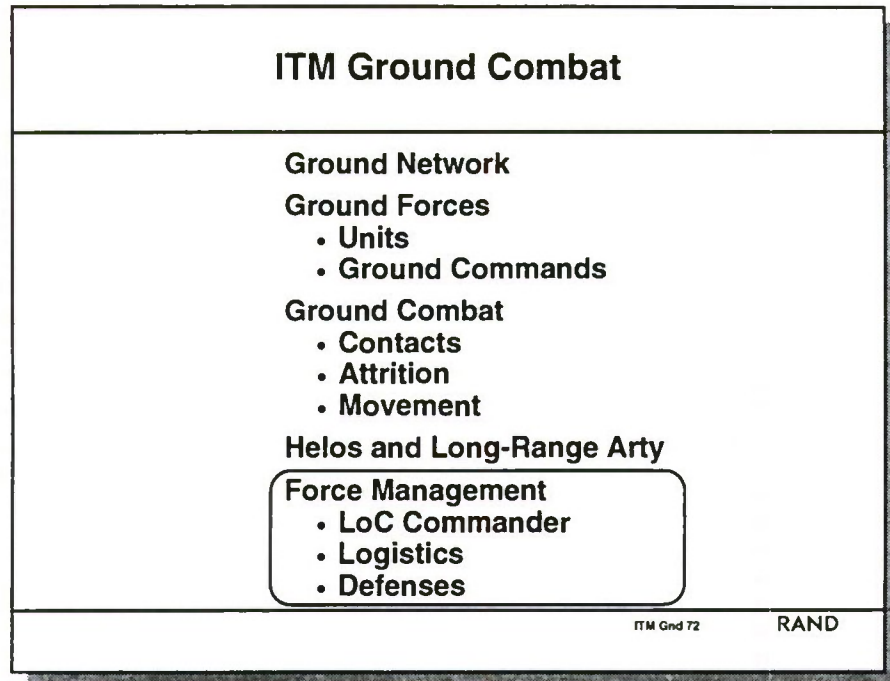 ITM Ground Combat
Ground Network
Ground Forces
• Units
• Ground Commands
Ground Combat
• Contacts
• Attrition
• Movement
Helos and Long-Range Arty
Force Management
• LoC Commander
• Logistics
• Defenses
ITM Gnd 72
RAND